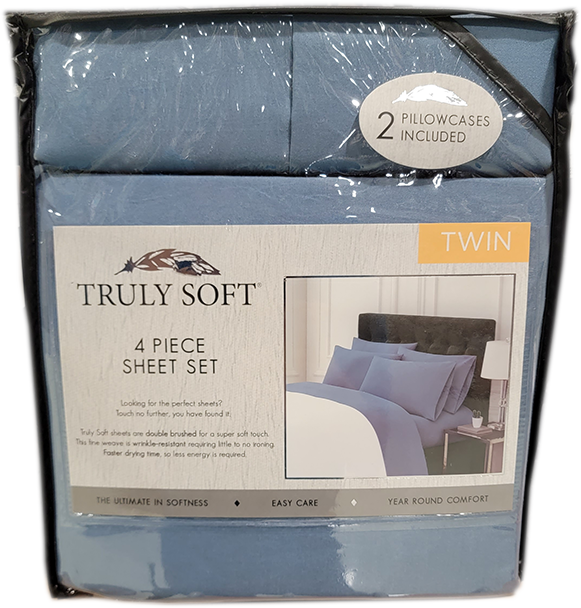 2 PILLOWCASES
INCLUDED
TWIN
TRULY SOFT®
4 PIECE
SHEET SET
Looking for the perfect sheets?
Touch no further, you have found it.
Truly Soft sheets are double brushed for a super soft touch.
This fine weave is wrinkle-resistant requiring little to no ironing.
Faster drying time, so less energy is required.
THE ULTIMATE IN SOFTNESS ♦ EASY CARE ♦ YEAR ROUND COMFORT